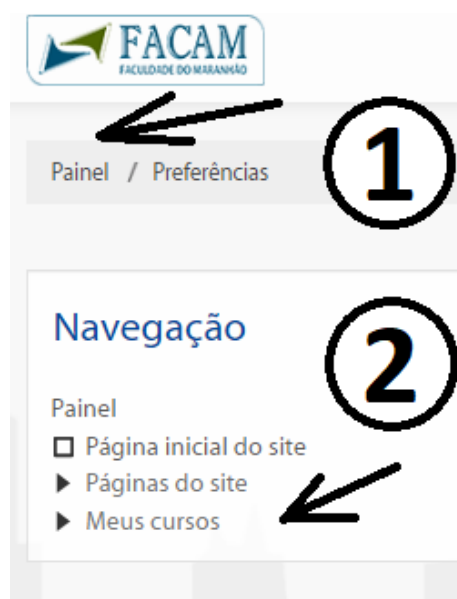 FACAM
FACULDADE DO MARANHÃO
Painel / Preferências
1
Navegação
2
Painel
Página inicial do site
Páginas do site
Meus cursos